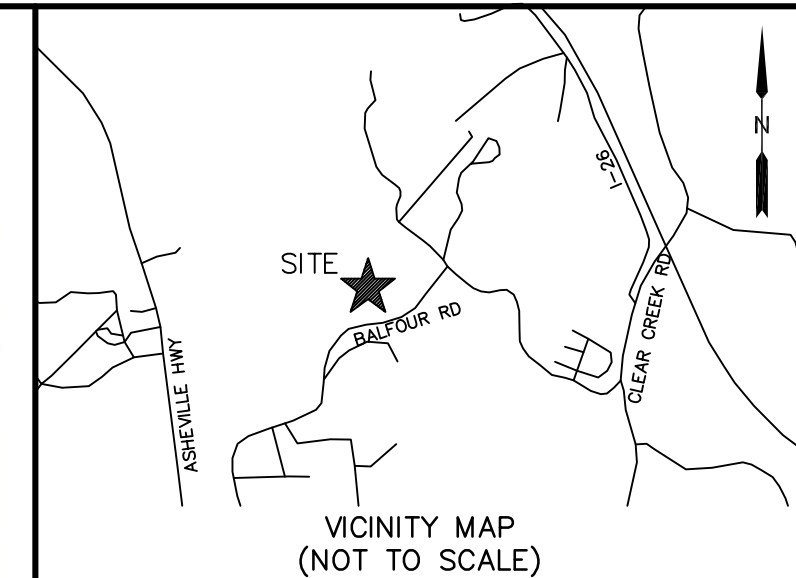 N
I-26
SITE
BALFOUR RD
CLEAR CREEK RD
ASHEVILLE HWY
VICINITY MAP
(NOT TO SCALE)